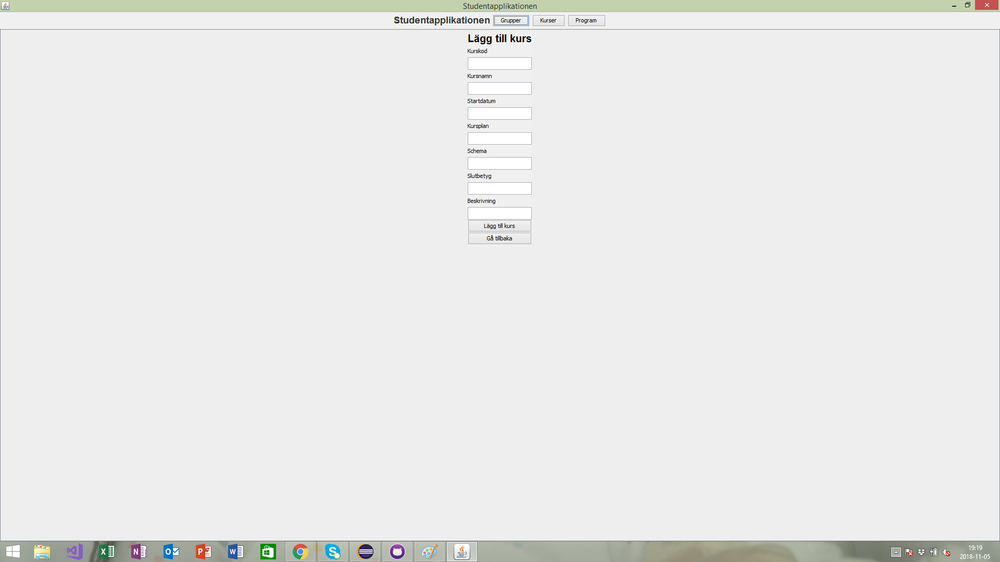 Studentapplikationen
Studentapplikationen Grupper Kurser Program
Lägg till kurs
Kurskod
Kursnamn
Startdatum
Kursplan
Schema
Slutbetyg
Beskrivning
Lägg till kurs
Gå tillbaka
19:19
2018-11-05